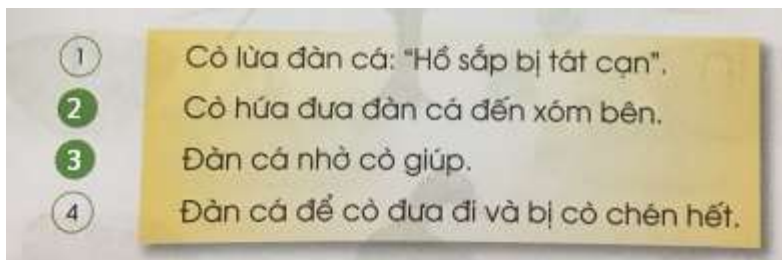 1 Cò lừa đàn cá: "Hồ sắp bị tát cạn".
2 Cò hứa đưa đàn cá đến xóm bên.
3 Đàn cá nhờ cò giúp.
4 Đàn cá để cò đưa đi và bị cò chén hết.